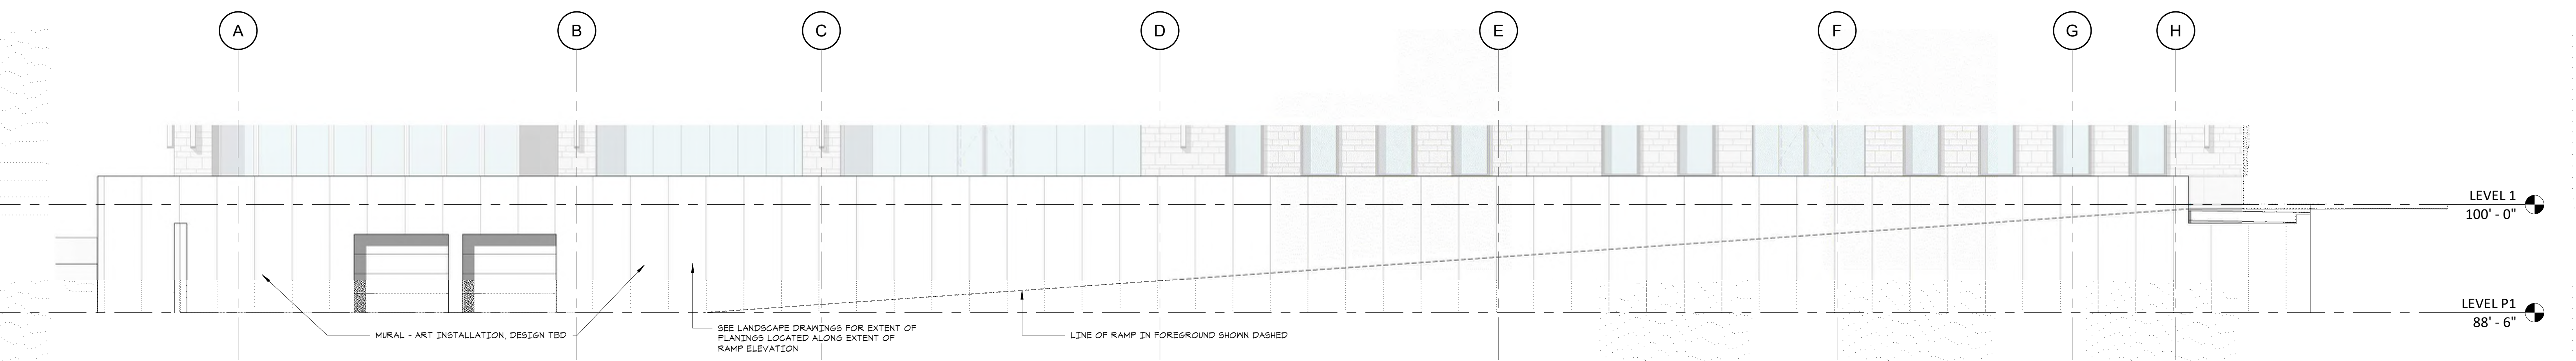 A
B
C
D
E
F
G
H
LEVEL 1
100' - 0"
LEVEL P1
88' - 6"
MURAL - ART INSTALLATION, DESIGN TBD
SEE LANDSCAPE DRAWINGS FOR EXTENT OF
PLANINGS LOCATED ALONG EXTENT OF
RAMP ELEVATION
LINE OF RAMP IN FOREGROUND SHOWN DASHED